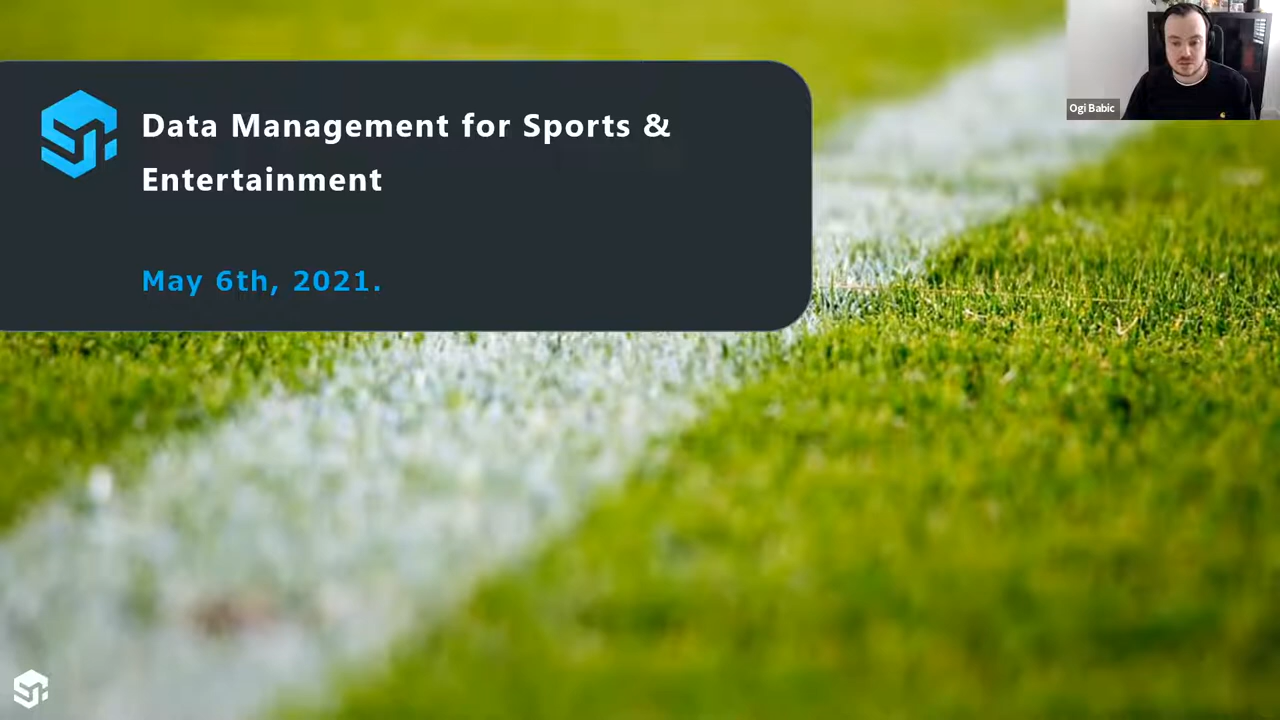 Data Management for Sports &
Entertainment
May 6th, 2021.
Ogi Babic